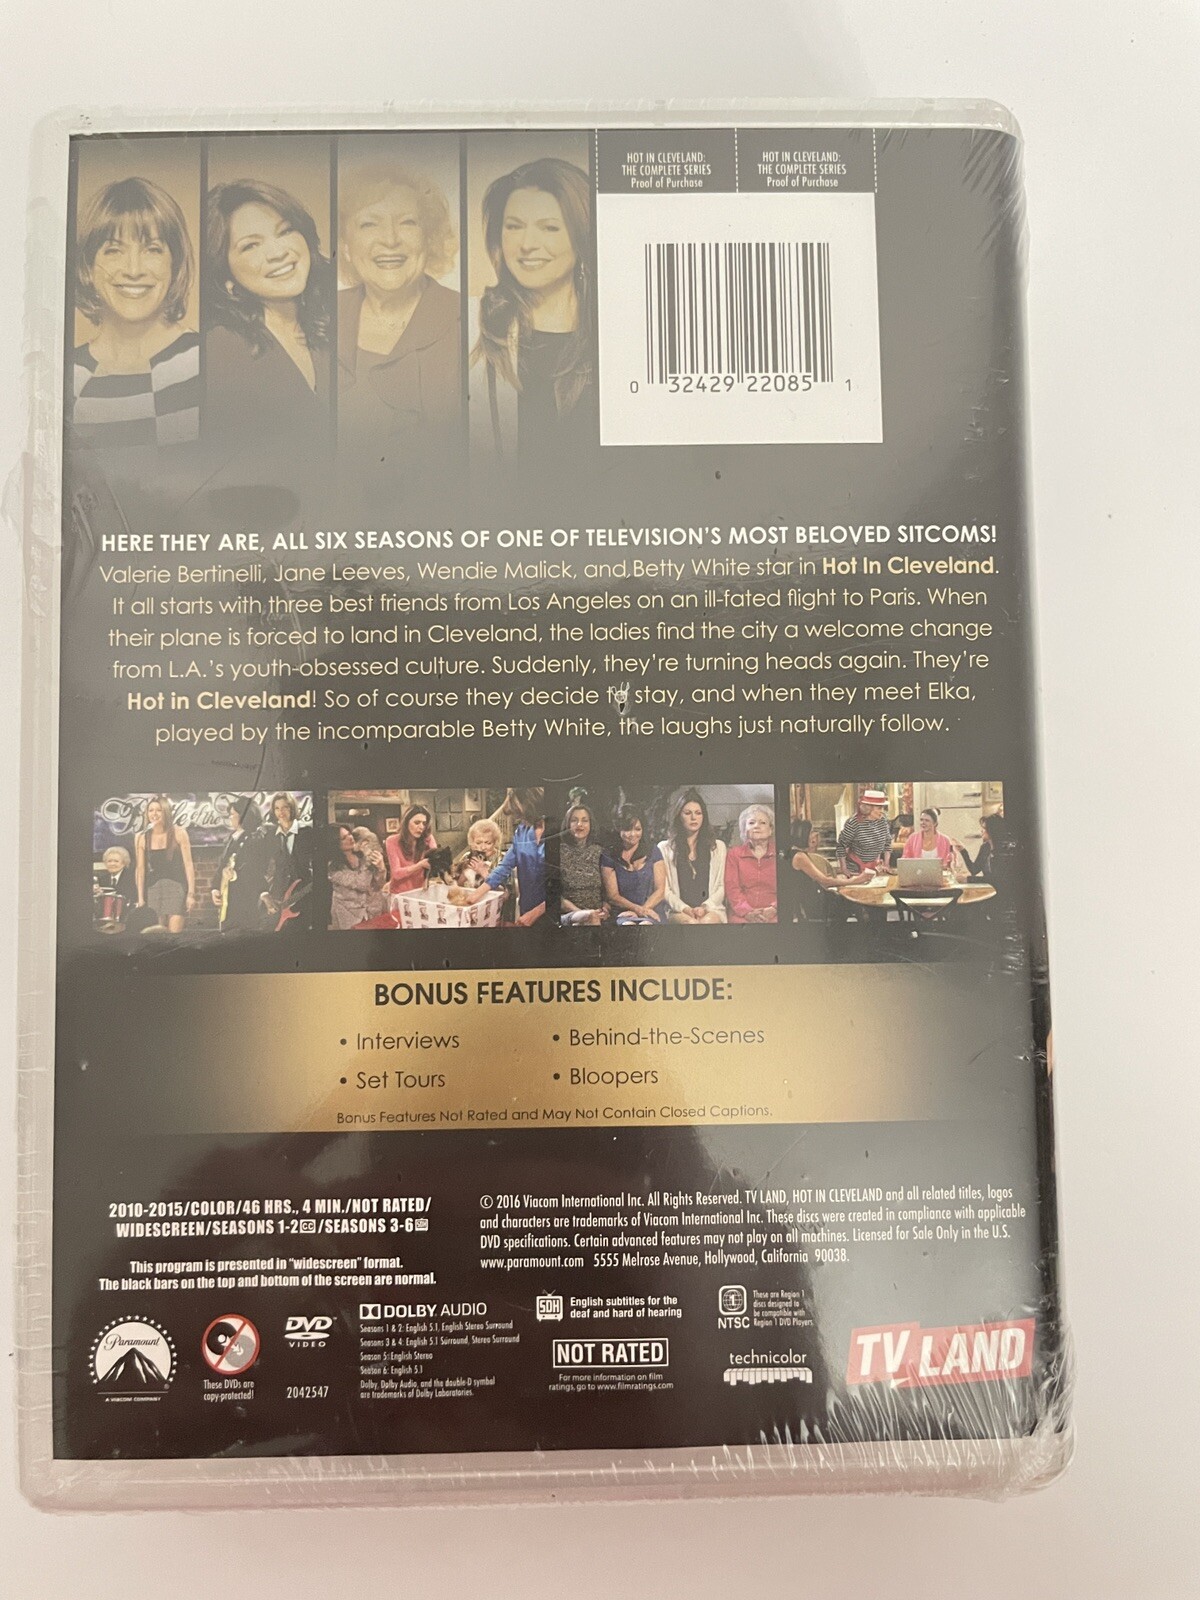 HOT IN CLEVELAND:
THE COMPLETE SERIES
Proof of Purchase
HOT IN CLEVELAND:
THE COMPLETE SERIES
Proof of Purchase
0 32429 22085 1
HERE THEY ARE, ALL SIX SEASONS OF ONE OF TELEVISION'S MOST BELOVED SITCOMS!
Valerie Bertinelli, Jane Leeves, Wendie Malick, and Betty White star in Hot In Cleveland.
It all starts with three best friends from Los Angeles on an ill-fated flight to Paris. When
their plane is forced to land in Cleveland, the ladies find the city a welcome change
from L.A.'s youth-obsessed culture. Suddenly, they're turning heads again. They're
Hot in Cleveland! So of course they decide to stay, and when they meet Elka,
played by the incomparable Betty White, the laughs just naturally follow.
BONUS FEATURES INCLUDE:
• Interviews
• Behind-the-Scenes
• Set Tours
• Bloopers
Bonus Features Not Rated and May Not Contain Closed Captions.
2010-2015/COLOR/46 HRS., 4 MIN./NOT RATED/
WIDESCREEN/SEASONS 1-2 CC /SEASONS 3-6
This program is presented in "widescreen" format.
The black bars on the top and bottom of the screen are normal.
© 2016 Viacom International Inc. All Rights Reserved. TV LAND, HOT IN CLEVELAND and all related titles, logos
and characters are trademarks of Viacom International Inc. These discs were created in compliance with applicable
DVD specifications. Certain advanced features may not play on all machines. Licensed for Sale Only in the U.S.
www.paramount.com 5555 Melrose Avenue, Hollywood, California 90038.
Paramount
A VIACOM COMPANY
These DVDs are
copy-protected!
DVD
VIDEO
2042547
DOLBY AUDIO
Seasons 1 & 2: English 5.1, English Stereo Surround
Seasons 3 & 4: English 5.1 Surround, Stereo Surround
Season 5: English Stereo
Season 6: English 5.1
Dolby, Dolby Audio, and the double-D symbol
are trademarks of Dolby Laboratories.
SDH
English subtitles for the
deaf and hard of hearing
NOT RATED
For more information on film
ratings, go to www.filmratings.com
1
NTSC
These are Region 1
discs designed to
be compatible with
Region 1 DVD Players.
technicolor
TV LAND